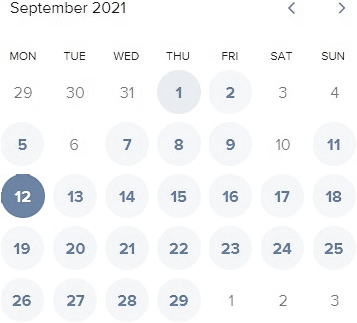 September 2021
MON TUE WED THU FRI SAT SUN
29 30 31 1 2 3 4
5 6 7 8 9 10 11
12 13 14 15 16 17 18
19 20 21 22 23 24 25
26 27 28 29 1 2 3